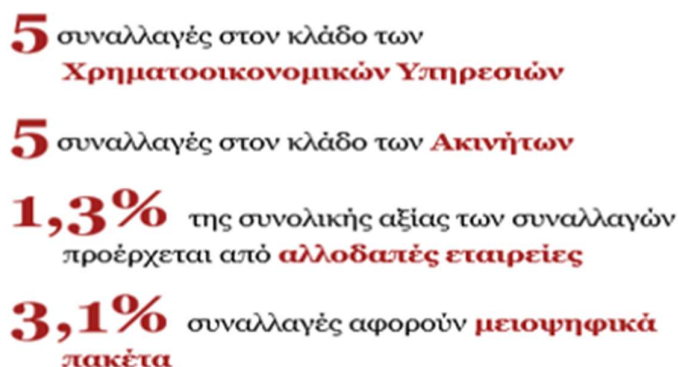 5 συναλλαγές στον κλάδο των
Χρηματοοικονομικών Υπηρεσιών
5 συναλλαγές στον κλάδο των Ακινήτων
1,3% της συνολικής αξίας των συναλλαγών
προέρχεται από αλλοδαπές εταιρείες
3,1% συναλλαγές αφορούν μειοψηφικά
πακέτα